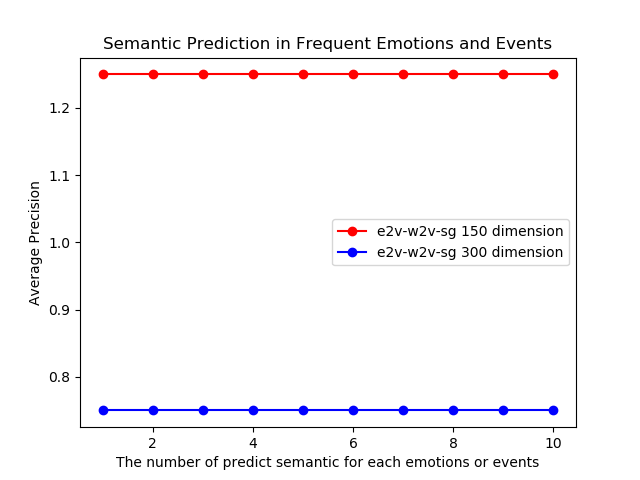 Semantic Prediction in Frequent Emotions and Events
1.2
1.1
1.0
0.9
0.8
Average Precision
e2v-w2v-sg 150 dimension
e2v-w2v-sg 300 dimension
2 4 6 8 10
The number of predict semantic for each emotions or events